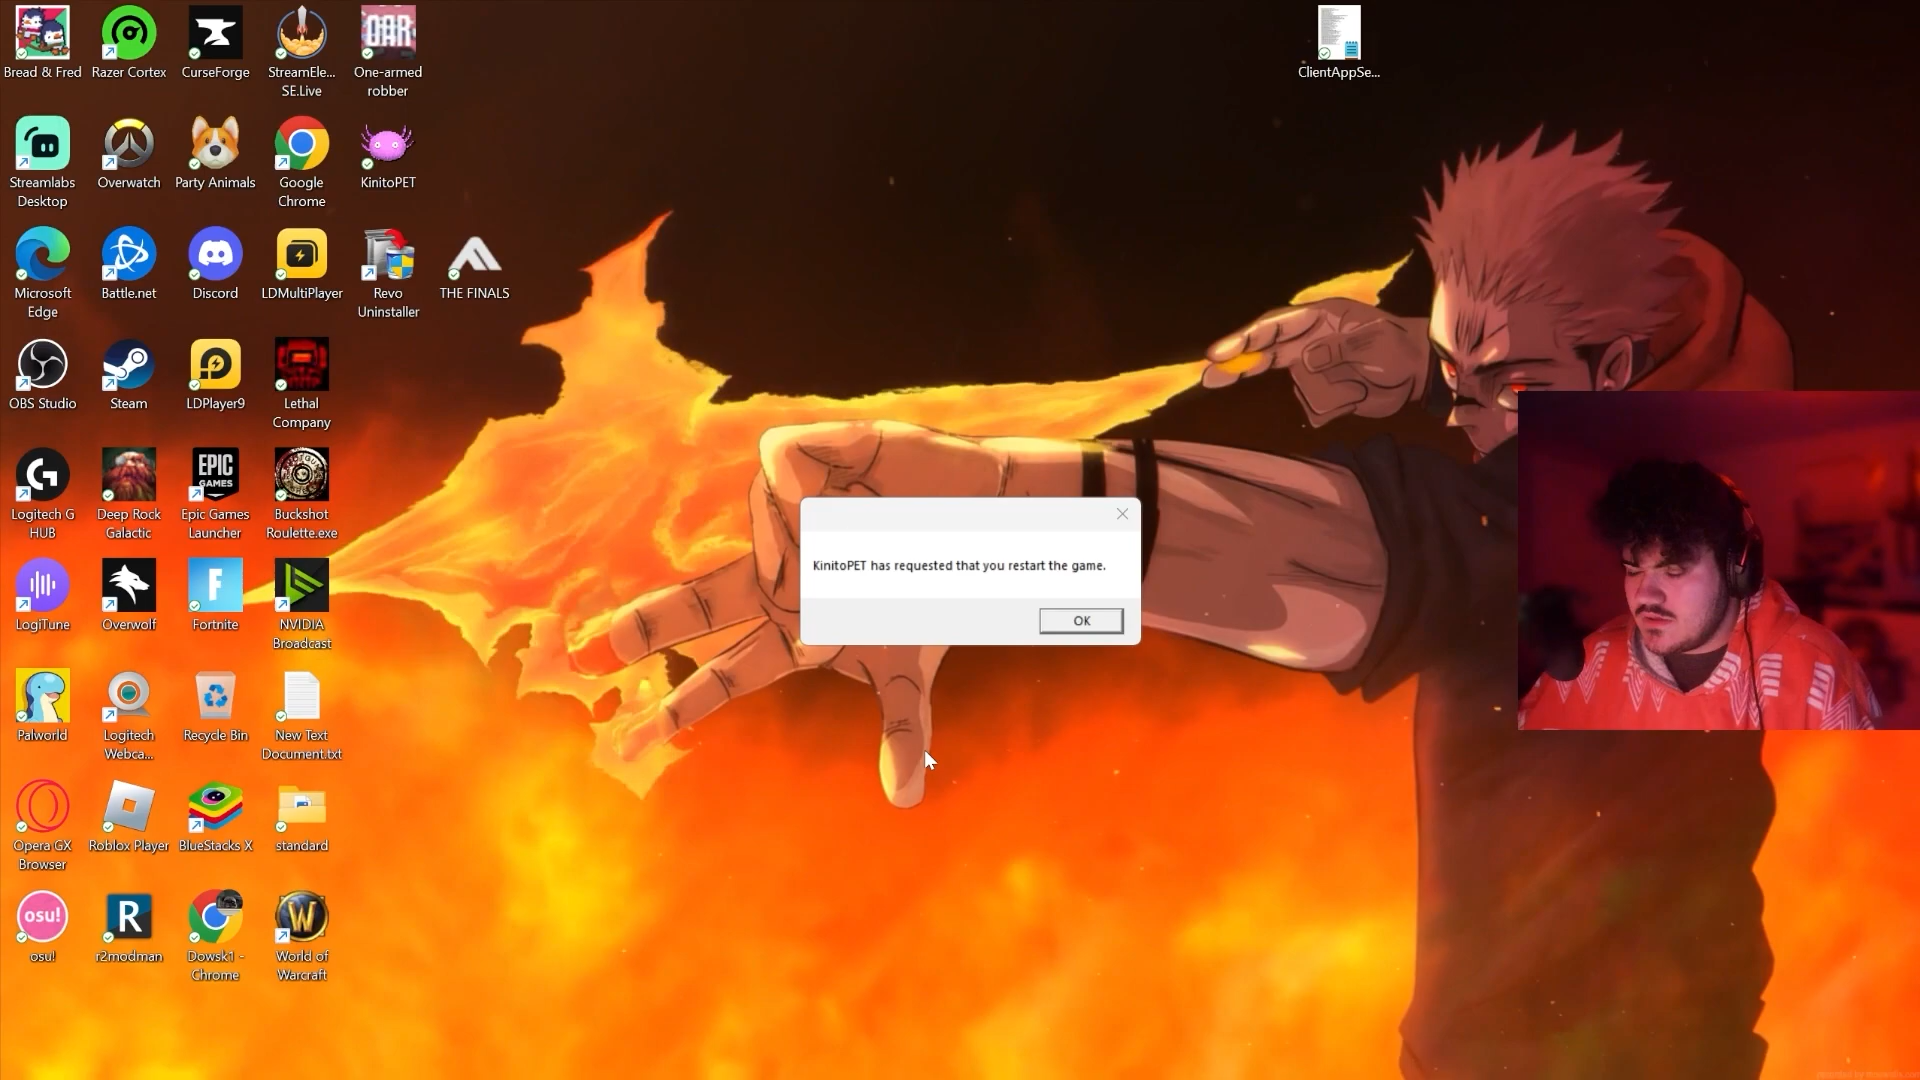 Bread & Fred
Razer Cortex
CurseForge
StreamEle...
SE.Live
One-armed
robber
OAR
ClientAppSe...
Streamlabs
Desktop
Overwatch
Party Animals
Google
Chrome
KinitoPET
Microsoft
Edge
Battle.net
Discord
LDMultiPlayer
Revo
Uninstaller
THE FINALS
OBS Studio
Steam
LDPlayer9
Lethal
Company
Logitech G
HUB
Deep Rock
Galactic
EPIC
GAMES
Epic Games
Launcher
Buckshot
Roulette.exe
KinitoPET has requested that you restart the game.
OK
LogiTune
Overwolf
Fortnite
NVIDIA
Broadcast
Palworld
Logitech
Webca...
Recycle Bin
New Text
Document.txt
Opera GX
Browser
Roblox Player
BlueStacks X
standard
osu!
osu!
R
r2modman
Dowsk1 -
Chrome
W
World of
Warcraft